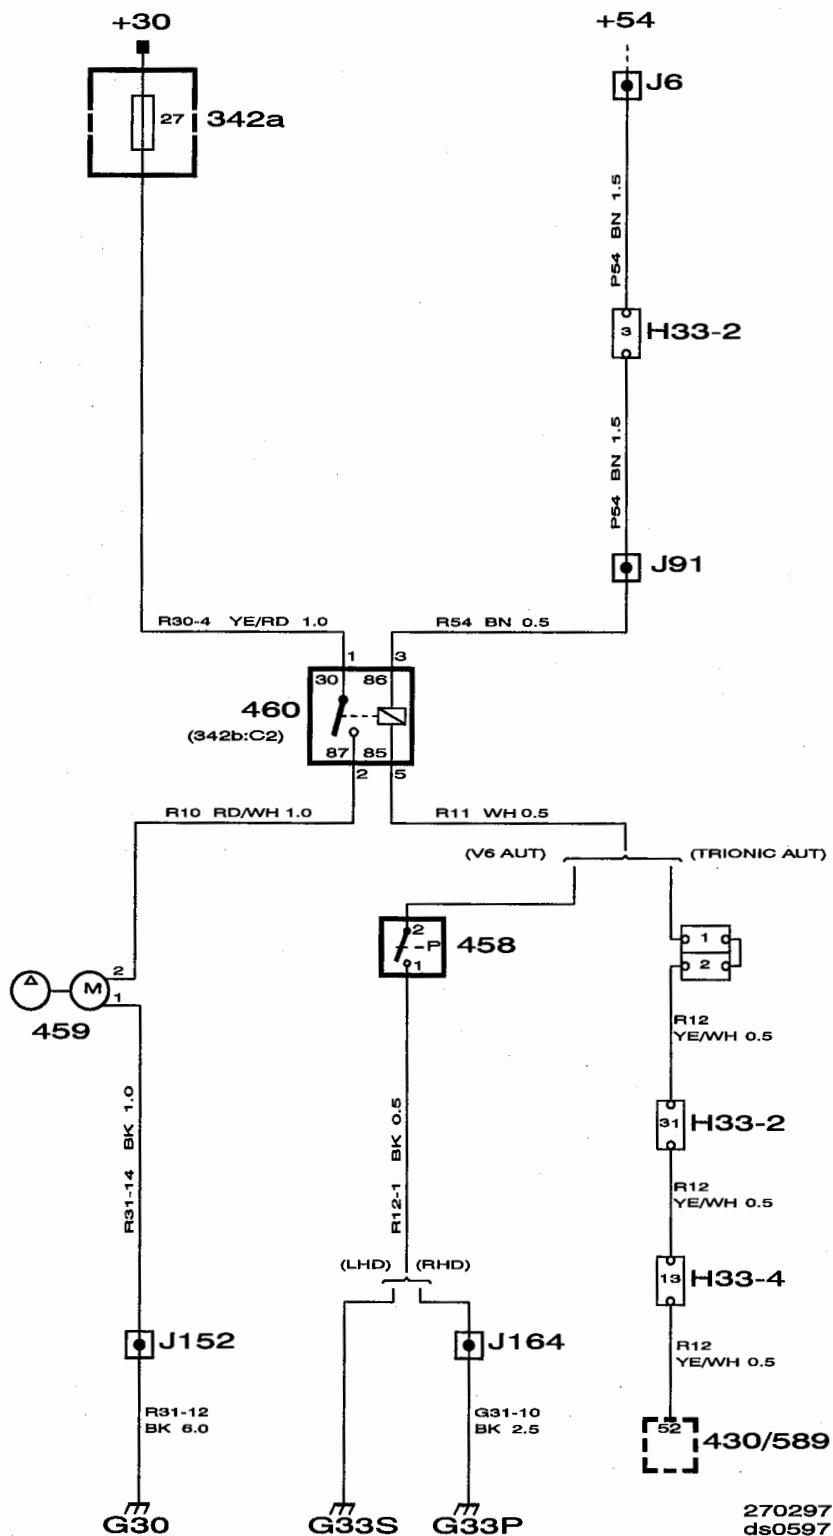 +30
+54
J6
27
342a
P54 BN 1.5
3
H33-2
P54 BN 1.5
J91
R30-4 YE/RD 1.0
R54 BN 0.5
1
3
30
86
460
(342b:C2)
87
85
2
5
R10 RD/WH 1.0
R11 WH 0.5
(V6 AUT)
(TRIONIC AUT)
2
P
1
458
1
2
2
M
1
459
R12
YE/WH 0.5
R31-14 BK 1.0
R12-1 BK 0.5
31
H33-2
R12
YE/WH 0.5
(LHD)
(RHD)
13
H33-4
J152
J164
R12
YE/WH 0.5
R31-12
BK 6.0
G31-10
BK 2.5
52
430/589
G30
G33S
G33P
270297
ds0597